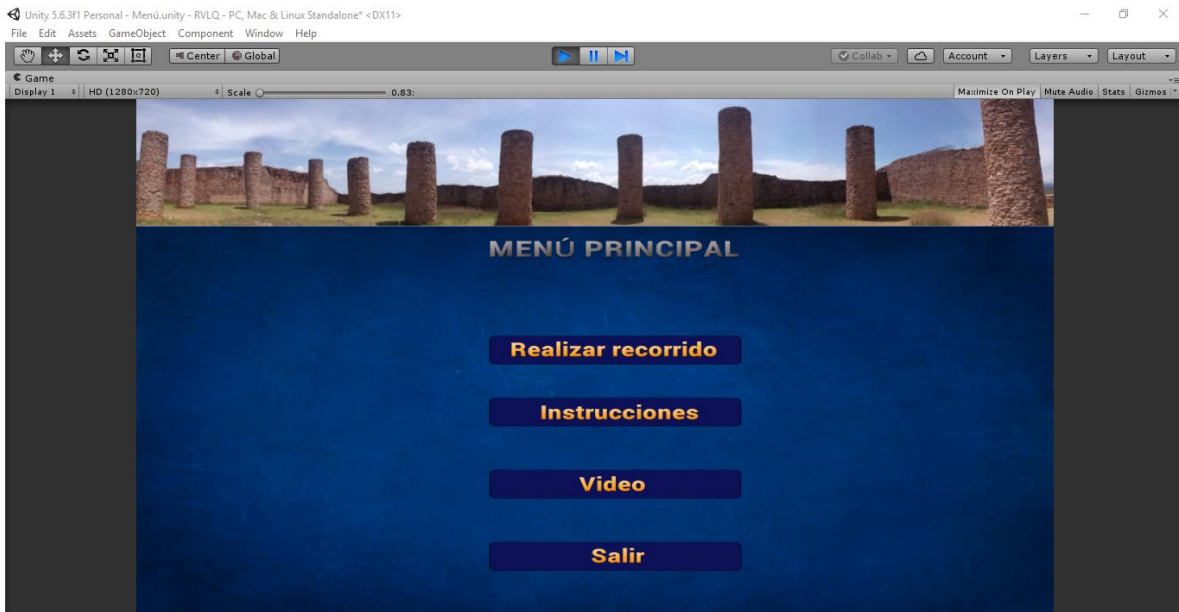 Unity 5.6.3f1 Personal - Menú.unity - RVLQ - PC, Mac & Linux Standalone* <DX11>
File Edit Assets GameObject Component Window Help
Center Global Collab Account Layers Layout
Game
Display 1 HD (1280x720) Scale 0.83: Maximize On Play Mute Audio Stats Gizmos
MENÚ PRINCIPAL
Realizar recorrido
Instrucciones
Video
Salir